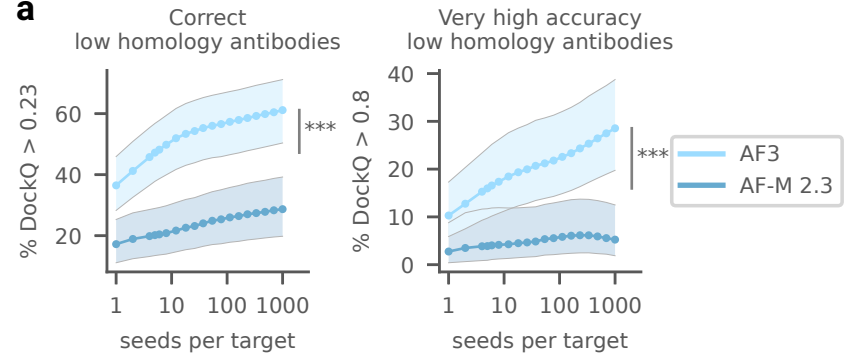 a
Correct
low homology antibodies
% DockQ > 0.23
60
40
20
1 10 100 1000
seeds per target
***
Very high accuracy
low homology antibodies
% DockQ > 0.8
40
30
20
10
0
1 10 100 1000
seeds per target
***
AF3
AF-M 2.3